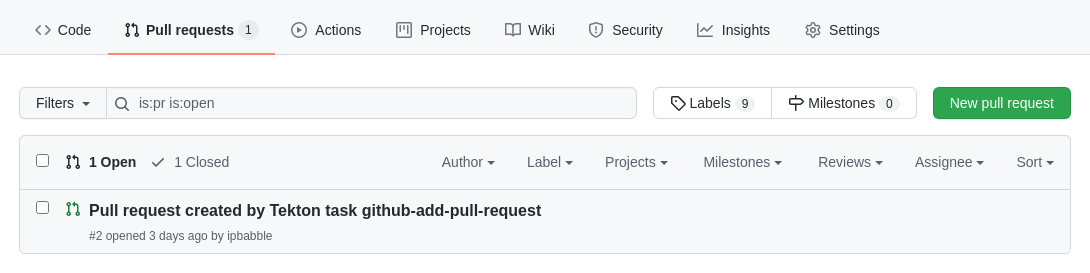 Code Pull requests 1 Actions Projects Wiki Security Insights Settings
Filters is:pr is:open Labels 9 Milestones 0 New pull request
1 Open 1 Closed Author Label Projects Milestones Reviews Assignee Sort
Pull request created by Tekton task github-add-pull-request
#2 opened 3 days ago by ipbabble